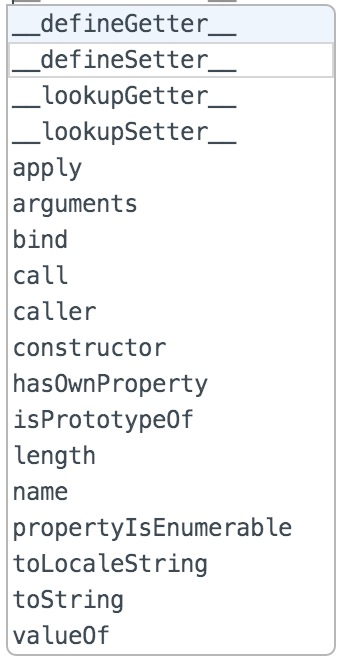 __defineGetter__
__defineSetter__
__lookupGetter__
__lookupSetter__
apply
arguments
bind
call
caller
constructor
hasOwnProperty
isPrototypeOf
length
name
propertyIsEnumerable
toLocaleString
toString
valueOf